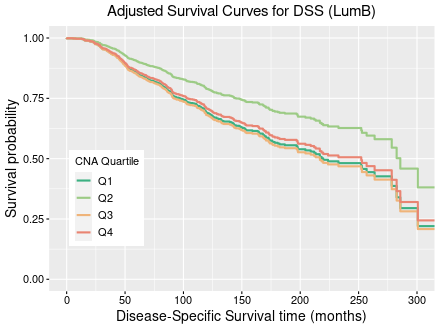 Adjusted Survival Curves for DSS (LumB)
Survival probability
1.00
0.75
0.50
0.25
0.00
CNA Quartile
Q1
Q2
Q3
Q4
0 50 100 150 200 250 300
Disease-Specific Survival time (months)